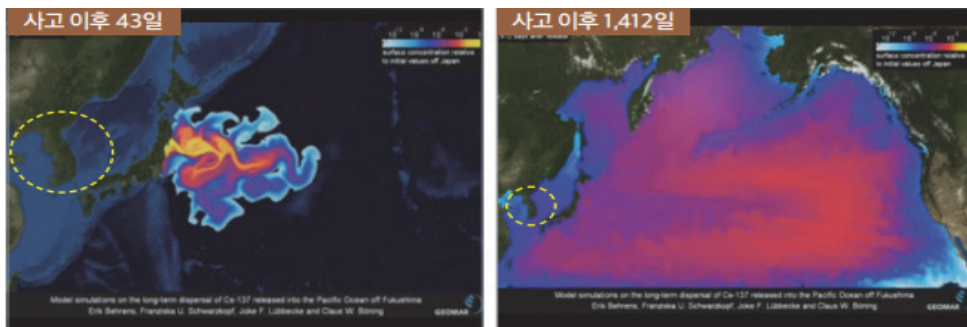 사고 이후 43일
surface concentration relative
to initial values off Japan
Model simulations on the long-term dispersal of Cs-137 released into the Pacific Ocean off Fukushima
Erik Behrens, Franziska U. Schwarzkopf, Joke F. Lübbecke and Claus W. Böning
GEOMAR
사고 이후 1,412일
surface concentration relative
to initial values off Japan
Model simulations on the long-term dispersal of Cs-137 released into the Pacific Ocean off Fukushima
Erik Behrens, Franziska U. Schwarzkopf, Joke F. Lübbecke and Claus W. Böning
GEOMAR